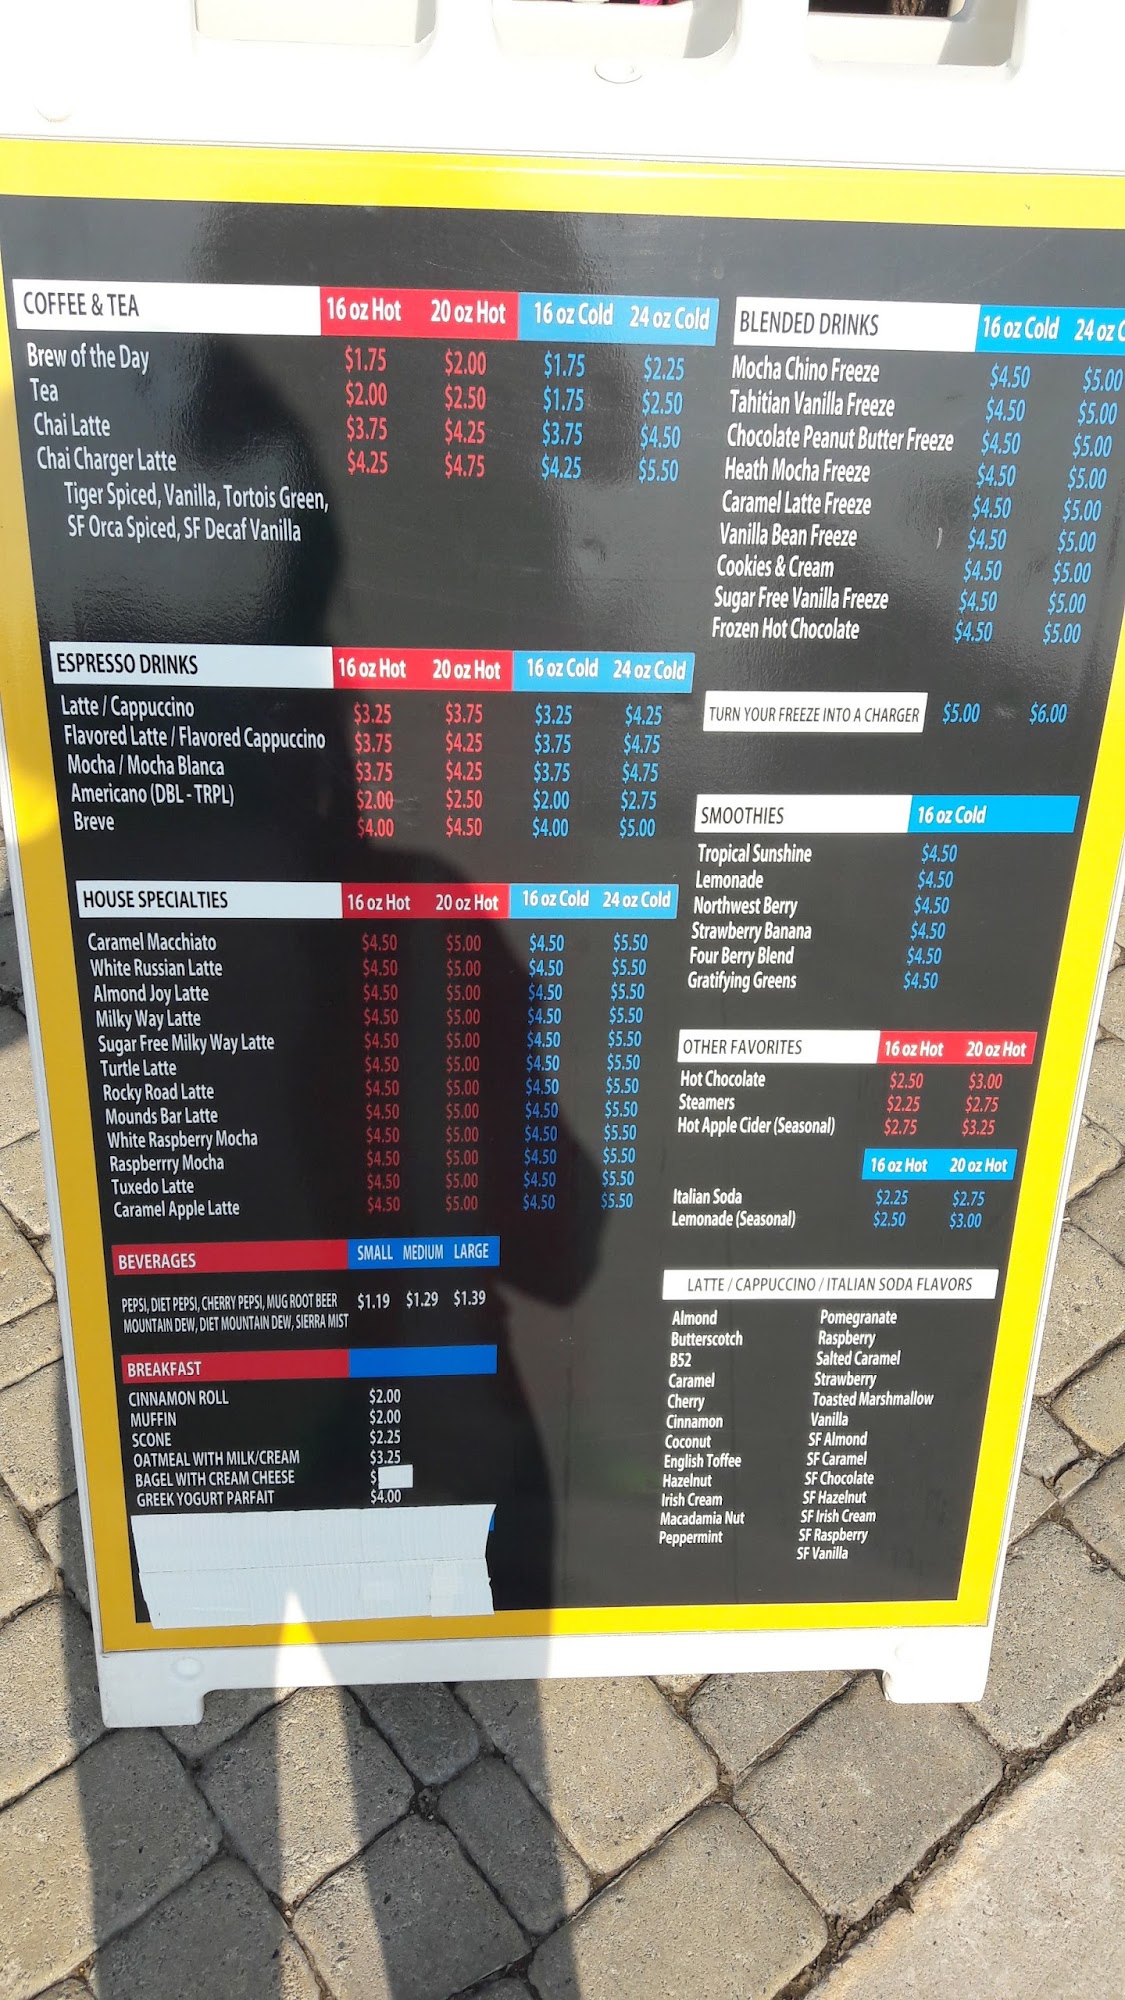 COFFEE & TEA 16 oz Hot 20 oz Hot 16 oz Cold 24 oz Cold
Brew of the Day $1.75 $2.00 $1.75 $2.25
Tea $2.00 $2.50 $1.75 $2.50
Chai Latte $3.75 $4.25 $3.75 $4.50
Chai Charger Latte $4.25 $4.75 $4.25 $5.50
Tiger Spiced, Vanilla, Tortois Green,
SF Orca Spiced, SF Decaf Vanilla
ESPRESSO DRINKS 16 oz Hot 20 oz Hot 16 oz Cold 24 oz Cold
Latte / Cappuccino $3.25 $3.75 $3.25 $4.25
Flavored Latte / Flavored Cappuccino $3.75 $4.25 $3.75 $4.75
Mocha / Mocha Blanca $3.75 $4.25 $3.75 $4.75
Americano (DBL - TRPL) $2.00 $2.50 $2.00 $2.75
Breve $4.00 $4.50 $4.00 $5.00
HOUSE SPECIALTIES 16 oz Hot 20 oz Hot 16 oz Cold 24 oz Cold
Caramel Macchiato $4.50 $5.00 $4.50 $5.50
White Russian Latte $4.50 $5.00 $4.50 $5.50
Almond Joy Latte $4.50 $5.00 $4.50 $5.50
Milky Way Latte $4.50 $5.00 $4.50 $5.50
Sugar Free Milky Way Latte $4.50 $5.00 $4.50 $5.50
Turtle Latte $4.50 $5.00 $4.50 $5.50
Rocky Road Latte $4.50 $5.00 $4.50 $5.50
Mounds Bar Latte $4.50 $5.00 $4.50 $5.50
White Raspberry Mocha $4.50 $5.00 $4.50 $5.50
Raspberrry Mocha $4.50 $5.00 $4.50 $5.50
Tuxedo Latte $4.50 $5.00 $4.50 $5.50
Caramel Apple Latte $4.50 $5.00 $4.50 $5.50
BEVERAGES SMALL MEDIUM LARGE
PEPSI, DIET PEPSI, CHERRY PEPSI, MUG ROOT BEER $1.19 $1.29 $1.39
MOUNTAIN DEW, DIET MOUNTAIN DEW, SIERRA MIST
BREAKFAST
CINNAMON ROLL $2.00
MUFFIN $2.00
SCONE $2.25
OATMEAL WITH MILK/CREAM $3.25
BAGEL WITH CREAM CHEESE $
GREEK YOGURT PARFAIT $4.00
BLENDED DRINKS 16 oz Cold 24 oz C
Mocha Chino Freeze $4.50 $5.00
Tahitian Vanilla Freeze $4.50 $5.00
Chocolate Peanut Butter Freeze $4.50 $5.00
Heath Mocha Freeze $4.50 $5.00
Caramel Latte Freeze $4.50 $5.00
Vanilla Bean Freeze $4.50 $5.00
Cookies & Cream $4.50 $5.00
Sugar Free Vanilla Freeze $4.50 $5.00
Frozen Hot Chocolate $4.50 $5.00
TURN YOUR FREEZE INTO A CHARGER $5.00 $6.00
SMOOTHIES 16 oz Cold
Tropical Sunshine $4.50
Lemonade $4.50
Northwest Berry $4.50
Strawberry Banana $4.50
Four Berry Blend $4.50
Gratifying Greens $4.50
OTHER FAVORITES 16 oz Hot 20 oz Hot
Hot Chocolate $2.50 $3.00
Steamers $2.25 $2.75
Hot Apple Cider (Seasonal) $2.75 $3.25
16 oz Hot 20 oz Hot
Italian Soda $2.25 $2.75
Lemonade (Seasonal) $2.50 $3.00
LATTE / CAPPUCCINO / ITALIAN SODA FLAVORS
Almond
Butterscotch
B52
Caramel
Cherry
Cinnamon
Coconut
English Toffee
Hazelnut
Irish Cream
Macadamia Nut
Peppermint
Pomegranate
Raspberry
Salted Caramel
Strawberry
Toasted Marshmallow
Vanilla
SF Almond
SF Caramel
SF Chocolate
SF Hazelnut
SF Irish Cream
SF Raspberry
SF Vanilla